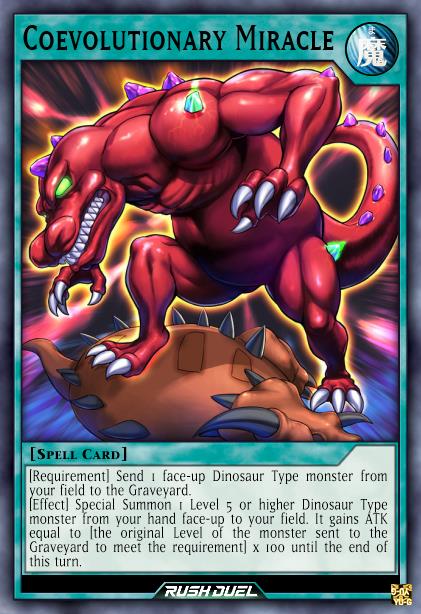 Coevolutionary Miracle
ま
魔
[Spell Card]
[Requirement] Send 1 face-up Dinosaur Type monster from
your field to the Graveyard.
[Effect] Special Summon 1 Level 5 or higher Dinosaur Type
monster from your hand face-up to your field. It gains ATK
equal to [the original Level of the monster sent to the
Graveyard to meet the requirement] x 100 until the end of
this turn.
RUSH DUEL